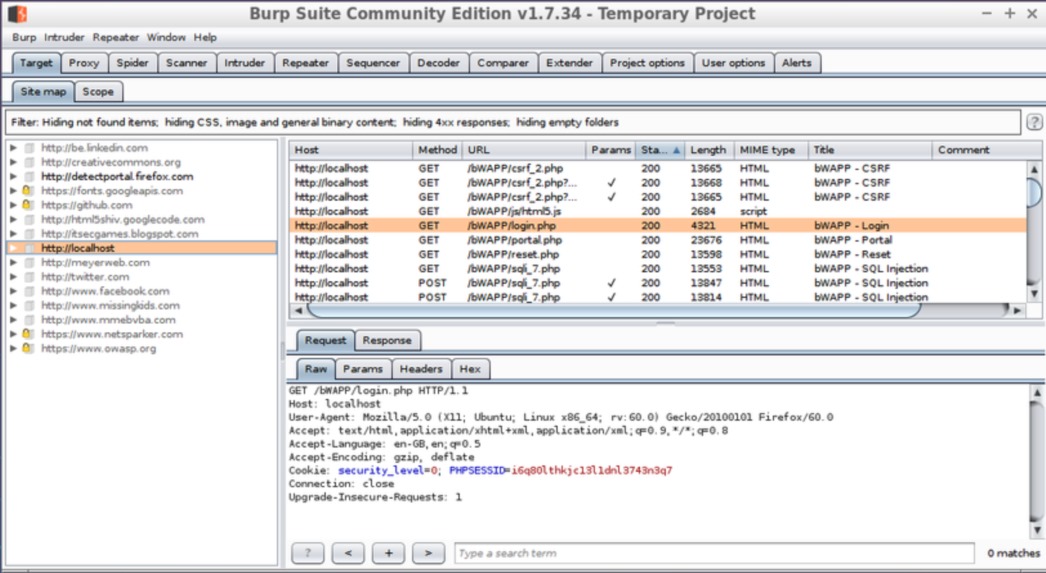 Burp Suite Community Edition v1.7.34 - Temporary Project
Burp Intruder Repeater Window Help
Target Proxy Spider Scanner Intruder Repeater Sequencer Decoder Comparer Extender Project options User options Alerts
Site map Scope
Filter: Hiding not found items; hiding CSS, image and general binary content; hiding 4xx responses; hiding empty folders ?
http://be.linkedin.com
http://creativecommons.org
http://detectportal.firefox.com
https://fonts.googleapis.com
https://github.com
http://html5shiv.googlecode.com
http://itsecgames.blogspot.com
http://localhost
http://meyerweb.com
http://twitter.com
http://www.facebook.com
http://www.missingkids.com
http://www.mmebvba.com
https://www.netsparker.com
https://www.owasp.org
Host Method URL Params Sta... Length MIME type Title Comment
http://localhost GET /bWAPP/csrf_2.php 200 13665 HTML bWAPP - CSRF
http://localhost GET /bWAPP/csrf_2.php?... ✓ 200 13668 HTML bWAPP - CSRF
http://localhost GET /bWAPP/csrf_2.php?... ✓ 200 13665 HTML bWAPP - CSRF
http://localhost GET /bWAPP/js/html5.js 200 2684 script
http://localhost GET /bWAPP/login.php 200 4321 HTML bWAPP - Login
http://localhost GET /bWAPP/portal.php 200 23676 HTML bWAPP - Portal
http://localhost GET /bWAPP/reset.php 200 13598 HTML bWAPP - Reset
http://localhost GET /bWAPP/sqli_7.php 200 13553 HTML bWAPP - SQL Injection
http://localhost POST /bWAPP/sqli_7.php ✓ 200 13847 HTML bWAPP - SQL Injection
http://localhost POST /bWAPP/sqli_7.php ✓ 200 13814 HTML bWAPP - SQL Injection
Request Response
Raw Params Headers Hex
GET /bWAPP/login.php HTTP/1.1
Host: localhost
User-Agent: Mozilla/5.0 (X11; Ubuntu; Linux x86_64; rv:60.0) Gecko/20100101 Firefox/60.0
Accept: text/html,application/xhtml+xml,application/xml;q=0.9,*/*;q=0.8
Accept-Language: en-GB,en;q=0.5
Accept-Encoding: gzip, deflate
Cookie: security_level=0; PHPSESSID=i6q80lthkjc13l1dnl3743n3q7
Connection: close
Upgrade-Insecure-Requests: 1
? < + > Type a search term 0 matches